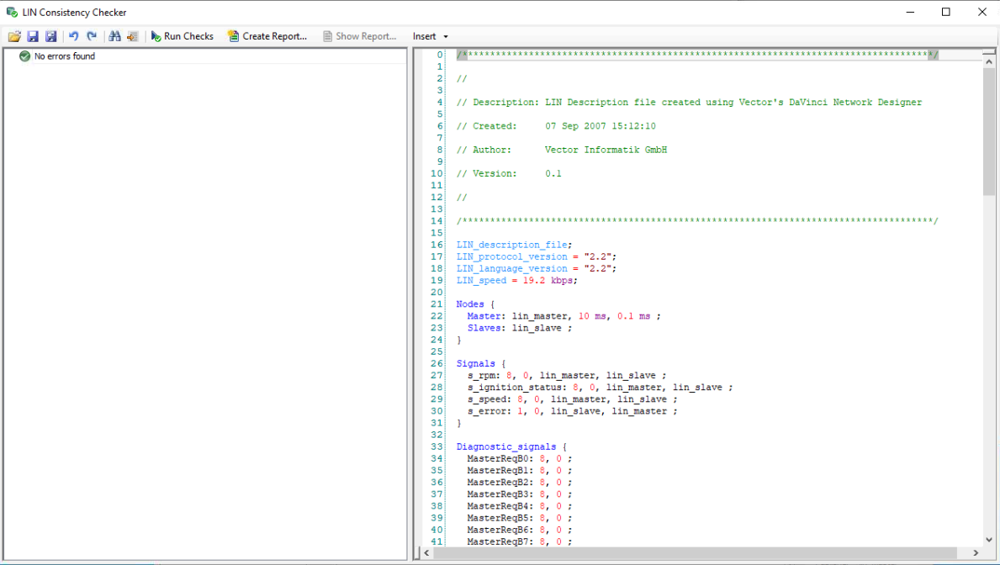 LIN Consistency Checker
Run Checks Create Report... Show Report... Insert
No errors found
0 /************************************************************************************/
1
2 //
3
4 // Description: LIN Description file created using Vector's DaVinci Network Designer
5
6 // Created: 07 Sep 2007 15:12:10
7
8 // Author: Vector Informatik GmbH
9
10 // Version: 0.1
11
12 //
13
14 /************************************************************************************/
15
16 LIN_description_file;
17 LIN_protocol_version = "2.2";
18 LIN_language_version = "2.2";
19 LIN_speed = 19.2 kbps;
20
21 Nodes {
22 Master: lin_master, 10 ms, 0.1 ms ;
23 Slaves: lin_slave ;
24 }
25
26 Signals {
27 s_rpm: 8, 0, lin_master, lin_slave ;
28 s_ignition_status: 8, 0, lin_master, lin_slave ;
29 s_speed: 8, 0, lin_master, lin_slave ;
30 s_error: 1, 0, lin_slave, lin_master ;
31 }
32
33 Diagnostic_signals {
34 MasterReqB0: 8, 0 ;
35 MasterReqB1: 8, 0 ;
36 MasterReqB2: 8, 0 ;
37 MasterReqB3: 8, 0 ;
38 MasterReqB4: 8, 0 ;
39 MasterReqB5: 8, 0 ;
40 MasterReqB6: 8, 0 ;
41 MasterReqB7: 8, 0 ;